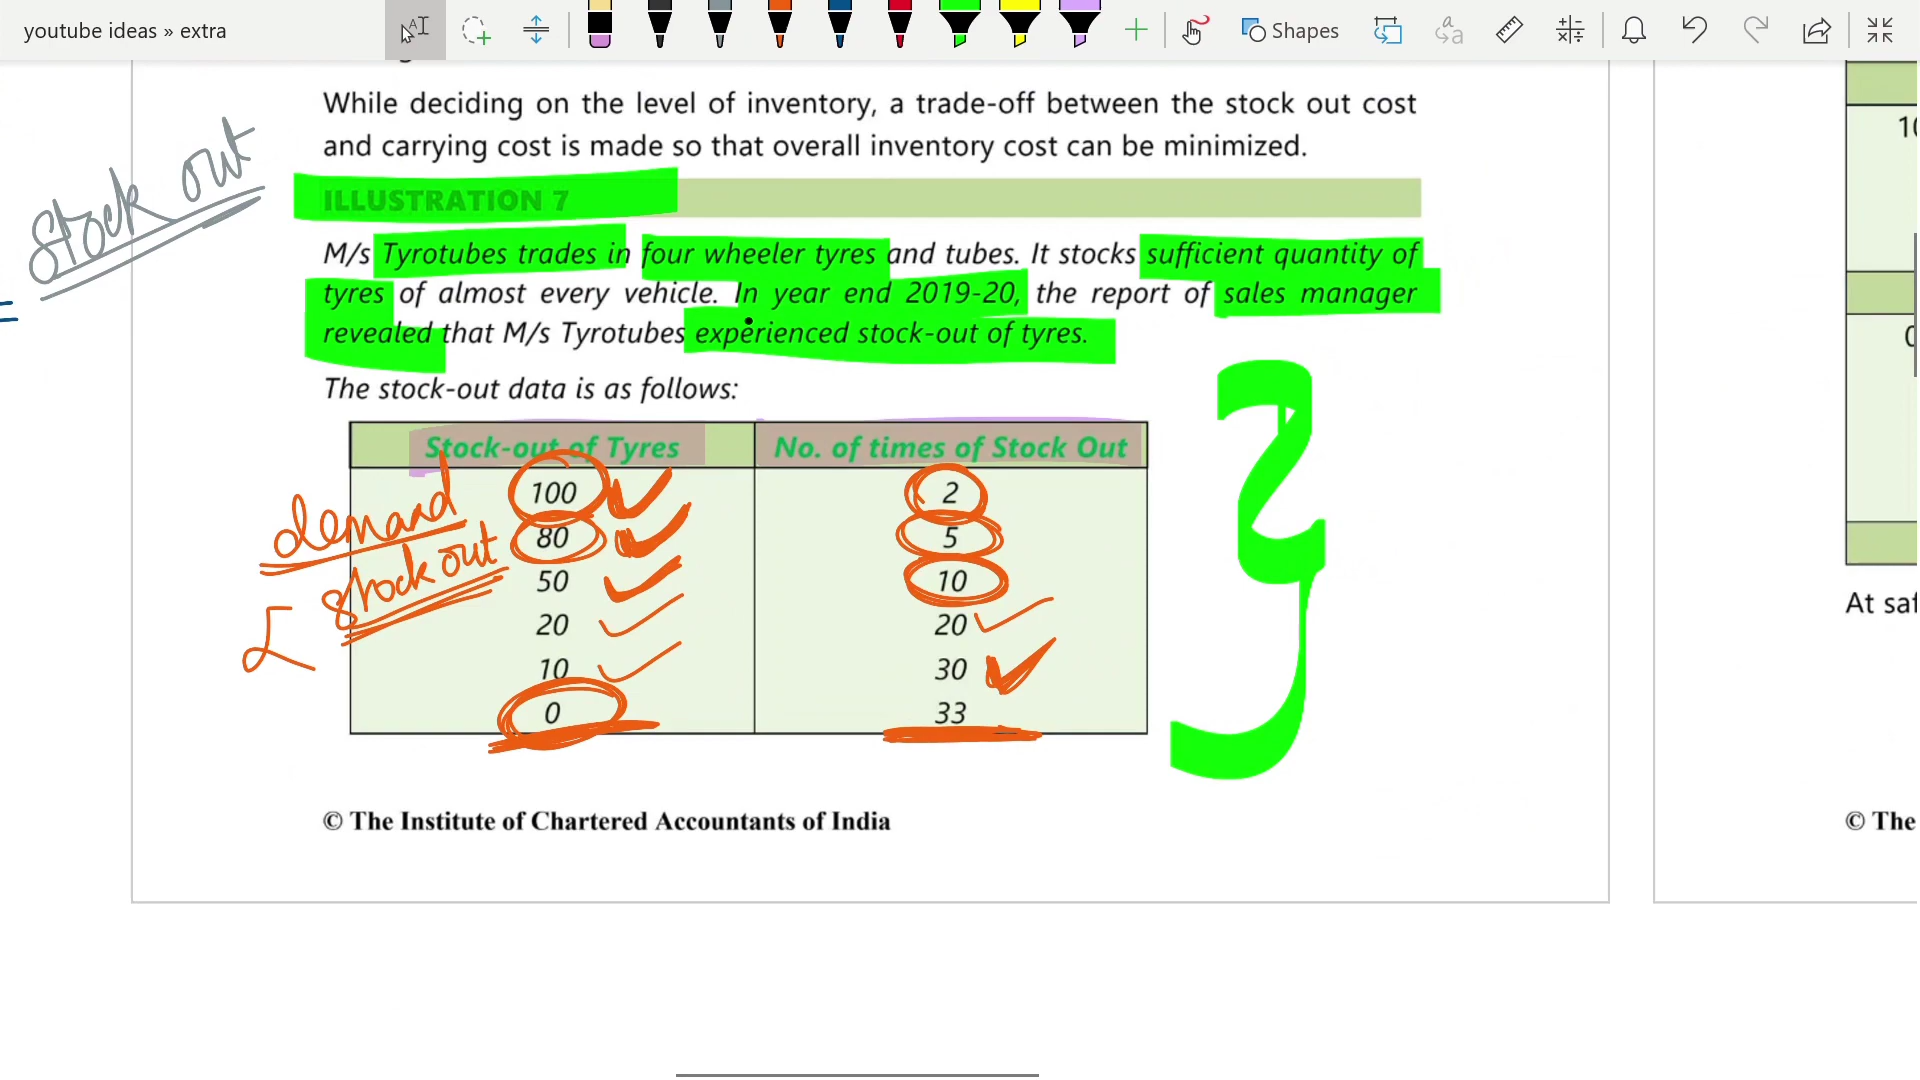 youtube ideas » extra
Shapes
While deciding on the level of inventory, a trade-off between the stock out cost
and carrying cost is made so that overall inventory cost can be minimized.
stock out
ILLUSTRATION 7
M/s Tyrotubes trades in four wheeler tyres and tubes. It stocks sufficient quantity of
tyres of almost every vehicle. In year end 2019-20, the report of sales manager
revealed that M/s Tyrotubes experienced stock-out of tyres.
The stock-out data is as follows:
Stock-out of Tyres No. of times of Stock Out
100 2
80 5
50 10
20 20
10 30
0 33
demand
stock out
© The Institute of Chartered Accountants of India
At saf
© The